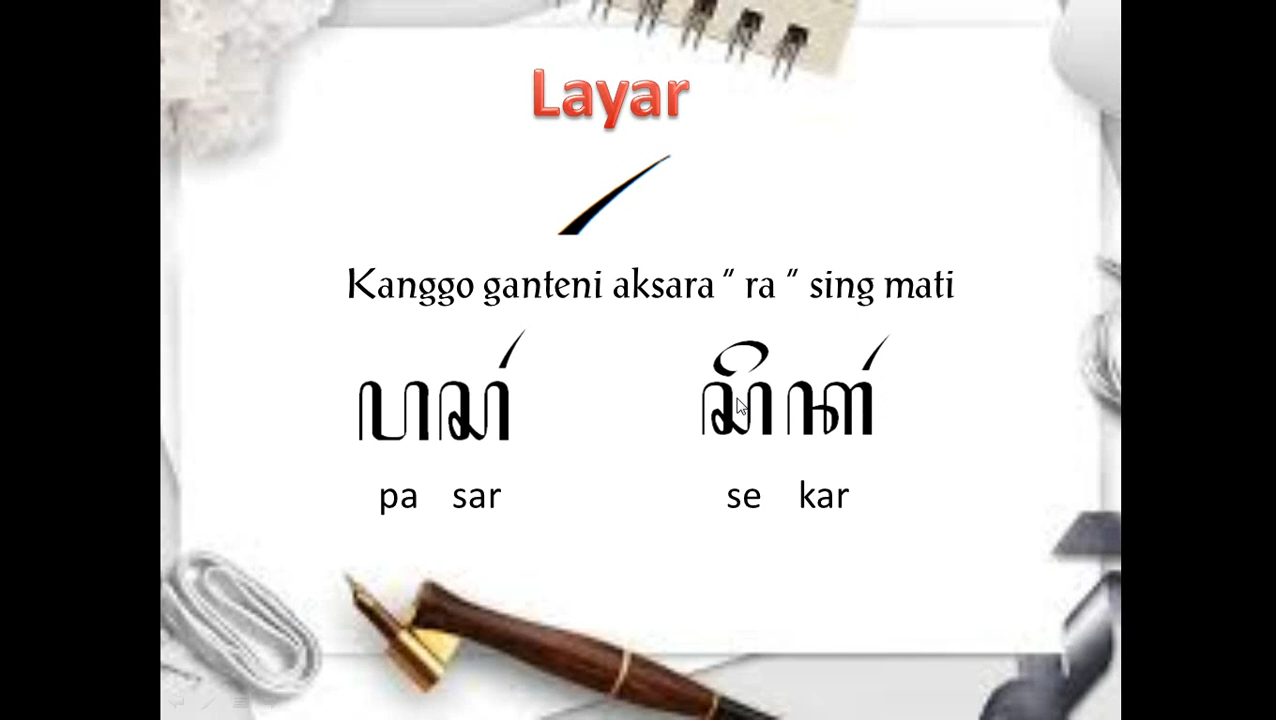 Layar
ꦂ
Kanggo ganteni aksara " ra " sing mati
ꦥꦱꦂ ꦱꦼꦏꦂ
pa sar se kar